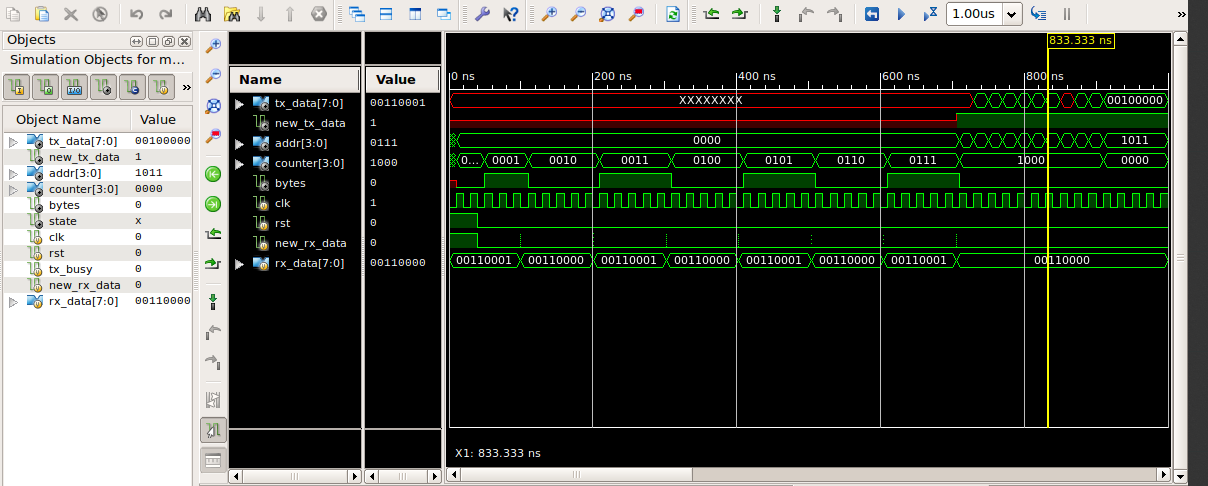 1.00us
»
Objects
Simulation Objects for m...
»
Object Name Value
tx_data[7:0] 00100000
new_tx_data 1
addr[3:0] 1011
counter[3:0] 0000
bytes 0
state x
clk 0
rst 0
tx_busy 0
new_rx_data 0
rx_data[7:0] 00110000
Name Value
tx_data[7:0] 00110001
new_tx_data 1
addr[3:0] 0111
counter[3:0] 1000
bytes 0
clk 1
rst 0
new_rx_data 0
rx_data[7:0] 00110000
833.333 ns
0 ns 200 ns 400 ns 600 ns 800 ns
XXXXXXXX 00100000
0000 1011
0... 0001 0010 0011 0100 0101 0110 0111 1000 0000
00110001 00110000 00110001 00110000 00110001 00110000 00110001 00110000
X1: 833.333 ns